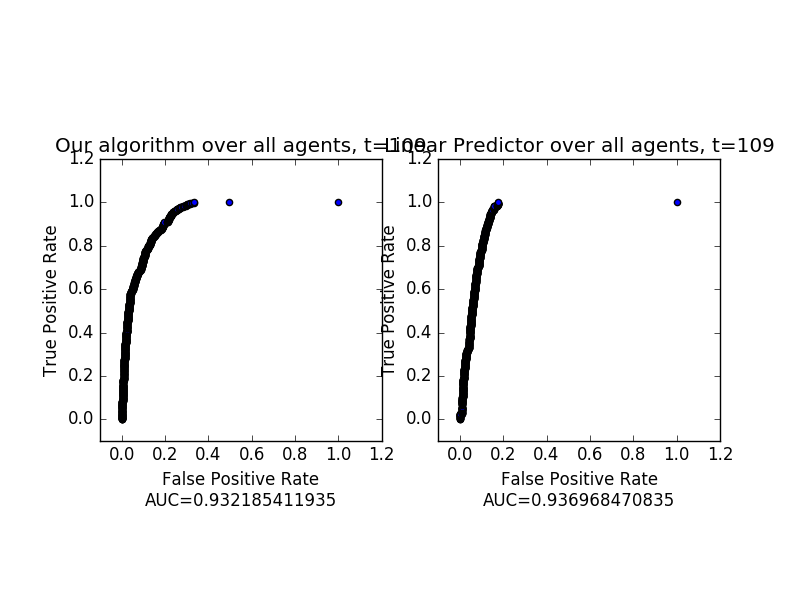 Our algorithm over all agents, t=109
Linear Predictor over all agents, t=109
1.2
1.0
0.8
0.6
0.4
0.2
0.0
True Positive Rate
0.0 0.2 0.4 0.6 0.8 1.0 1.2
False Positive Rate
AUC=0.932185411935
1.2
1.0
0.8
0.6
0.4
0.2
0.0
True Positive Rate
0.0 0.2 0.4 0.6 0.8 1.0 1.2
False Positive Rate
AUC=0.936968470835